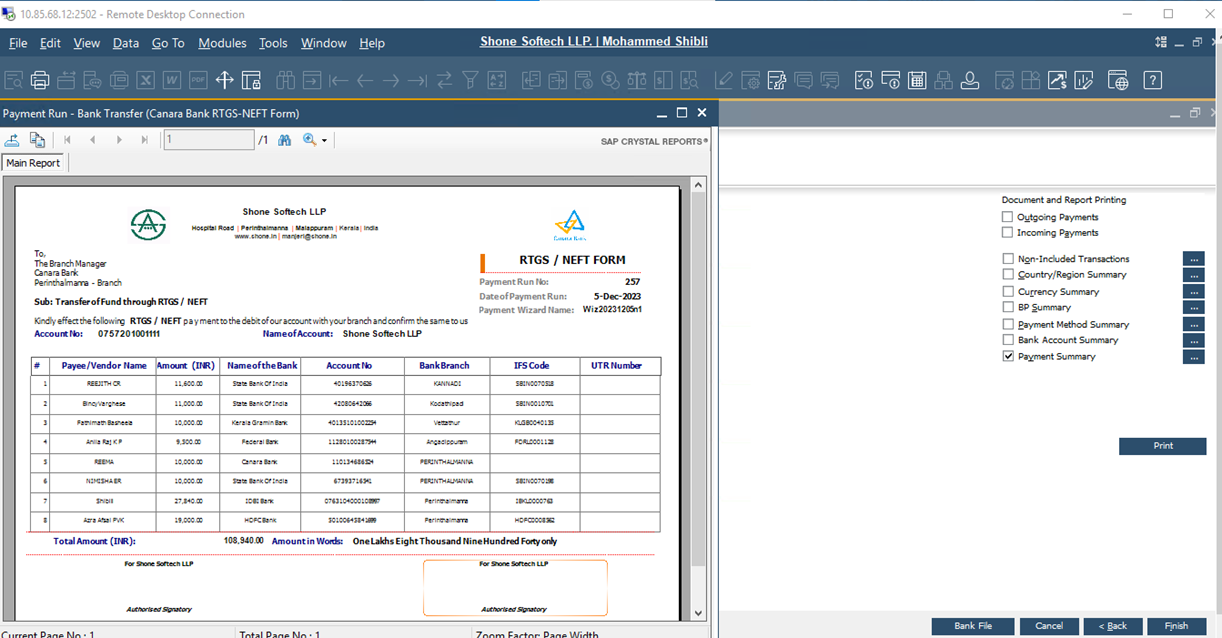 10.85.68.12:2502 - Remote Desktop Connection
File Edit View Data Go To Modules Tools Window Help
Shone Softech LLP. | Mohammed Shibli
Payment Run - Bank Transfer (Canara Bank RTGS-NEFT Form)
1 /1
SAP CRYSTAL REPORTS®
Main Report
Shone Softech LLP
Hospital Road | Perinthalmanna | Malappuram | Kerala | India
www.shone.in | manjeri@shone.in
Canara Bank
To,
The Branch Manager
Canara Bank
Perinthalmanna - Branch
RTGS / NEFT FORM
Payment Run No: 257
Date of Payment Run: 5-Dec-2023
Payment Wizard Name: Wiz20231205n1
Sub: Transfer of Fund through RTGS / NEFT
Kindly effect the following RTGS / NEFT payment to the debit of our account with your branch and confirm the same to us
Account No: 0757201001111 Name of Account: Shone Softech LLP
# Payee/Vendor Name Amount (INR) Name of the Bank Account No Bank Branch IFS Code UTR Number
1 REEJITH CR 11,600.00 State Bank Of India 40196370626 KANNADI SBIN0070518
2 Bincy Varghese 11,000.00 State Bank Of India 42080642066 Kodathipadi SBIN0010701
3 Fathimath Basheela 10,000.00 Kerala Gramin Bank 40135101002254 Vettathur KLGB0040135
4 Anila Raj K P 9,500.00 Federal Bank 11280100287544 Angadippuram FDRL0001128
5 REEMA 10,000.00 Canara Bank 110134686524 PERINTHALMANNA
6 NIMISHA ER 10,000.00 State Bank Of India 67393716341 PERINTHALMANNA SBIN0070198
7 Shibili 27,840.00 IDBI Bank 0763104000108997 Perinthalmanna IBKL0000763
8 Azra Afsal PVK 19,000.00 HDFC Bank 50100645841699 Perinthalmanna HDFC0008362
Total Amount (INR): 108,940.00 Amount in Words: One Lakhs Eight Thousand Nine Hundred Forty only
For Shone Softech LLP For Shone Softech LLP
Authorised Signatory Authorised Signatory
Current Page No.: 1 Total Page No.: 1 Zoom Factor: Page Width
Document and Report Printing
Outgoing Payments
Incoming Payments
Non-Included Transactions ...
Country/Region Summary ...
Currency Summary ...
BP Summary ...
Payment Method Summary ...
Bank Account Summary ...
Payment Summary ...
Print
Bank File Cancel < Back Finish